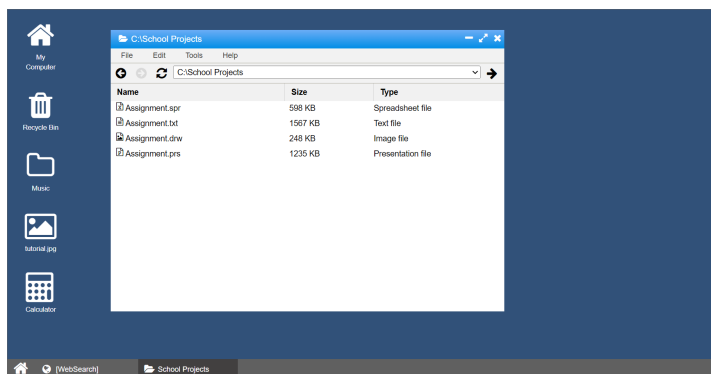 My
Computer
Recycle Bin
Music
tutorial.jpg
Calculator
C:\School Projects
File Edit Tools Help
C:\School Projects
Name Size Type
Assignment.spr 598 KB Spreadsheet file
Assignment.txt 1567 KB Text file
Assignment.drw 248 KB Image file
Assignment.prs 1235 KB Presentation file
[WebSearch] School Projects